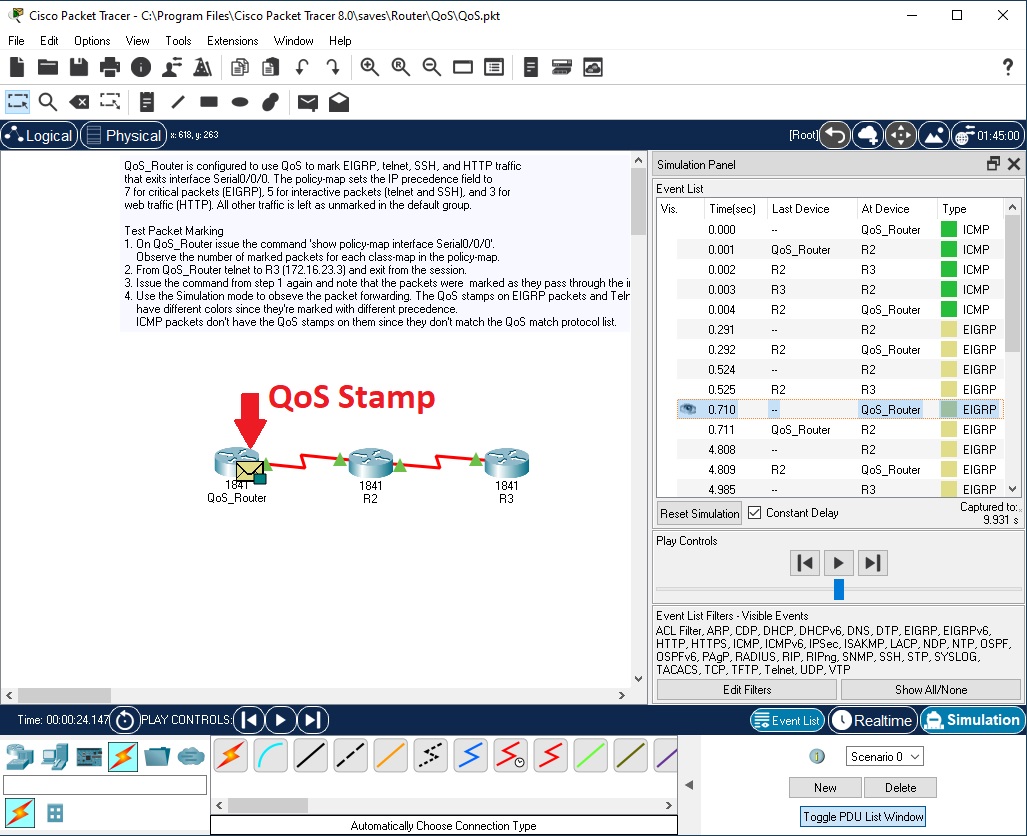 Cisco Packet Tracer - C:\Program Files\Cisco Packet Tracer 8.0\saves\Router\QoS\QoS.pkt
File Edit Options View Tools Extensions Window Help
Logical Physical x: 618, y: 263 [Root] 01:45:00
QoS_Router is configured to use QoS to mark EIGRP, telnet, SSH, and HTTP traffic
that exits interface Serial0/0/0. The policy-map sets the IP precedence field to
7 for critical packets (EIGRP), 5 for interactive packets (telnet and SSH), and 3 for
web traffic (HTTP). All other traffic is left as unmarked in the default group.
Test Packet Marking
1. On QoS_Router issue the command 'show policy-map interface Serial0/0/0'.
Observe the number of marked packets for each class-map in the policy-map.
2. From QoS_Router telnet to R3 (172.16.23.3) and exit from the session.
3. Issue the command from step 1 again and note that the packets were marked as they pass through the i
4. Use the Simulation mode to obseve the packet forwarding. The QoS stamps on EIGRP packets and Teln
have different colors since they're marked with different precedence.
ICMP packets don't have the QoS stamps on them since they don't match the QoS match protocol list.
QoS Stamp
1841
QoS_Router
1841
R2
1841
R3
Simulation Panel
Event List
Vis. Time(sec) Last Device At Device Type
0.000 -- QoS_Router ICMP
0.001 QoS_Router R2 ICMP
0.002 R2 R3 ICMP
0.003 R3 R2 ICMP
0.004 R2 QoS_Router ICMP
0.291 -- R2 EIGRP
0.292 R2 QoS_Router EIGRP
0.524 -- R2 EIGRP
0.525 R2 R3 EIGRP
0.710 -- QoS_Router EIGRP
0.711 QoS_Router R2 EIGRP
4.808 -- R2 EIGRP
4.809 R2 QoS_Router EIGRP
4.985 -- R3 EIGRP
Reset Simulation Constant Delay Captured to:
9.931 s
Play Controls
Event List Filters - Visible Events
ACL Filter, ARP, CDP, DHCP, DHCPv6, DNS, DTP, EIGRP, EIGRPv6,
HTTP, HTTPS, ICMP, ICMPv6, IPSec, ISAKMP, LACP, NDP, NTP, OSPF,
OSPFv6, PAgP, RADIUS, RIP, RIPng, SNMP, SSH, STP, SYSLOG,
TACACS, TCP, TFTP, Telnet, UDP, VTP
Edit Filters Show All/None
Time: 00:00:24.147 PLAY CONTROLS: Event List Realtime Simulation
Scenario 0
New Delete
Toggle PDU List Window
Automatically Choose Connection Type